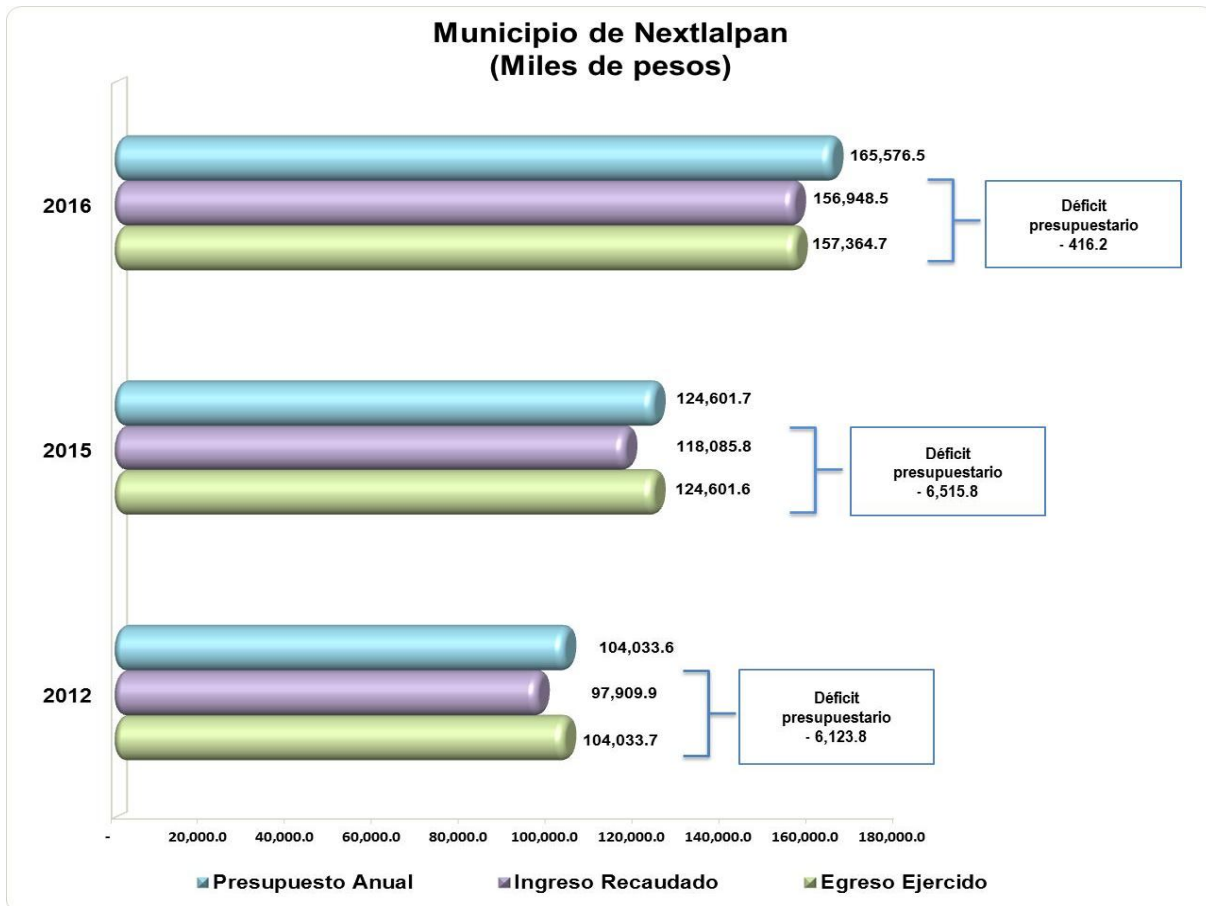 Municipio de Nextlalpan
(Miles de pesos)
2016
165,576.5
156,948.5
157,364.7
Déficit
presupuestario
- 416.2
2015
124,601.7
118,085.8
124,601.6
Déficit
presupuestario
- 6,515.8
2012
104,033.6
97,909.9
104,033.7
Déficit
presupuestario
- 6,123.8
- 20,000.0 40,000.0 60,000.0 80,000.0 100,000.0 120,000.0 140,000.0 160,000.0 180,000.0
Presupuesto Anual Ingreso Recaudado Egreso Ejercido